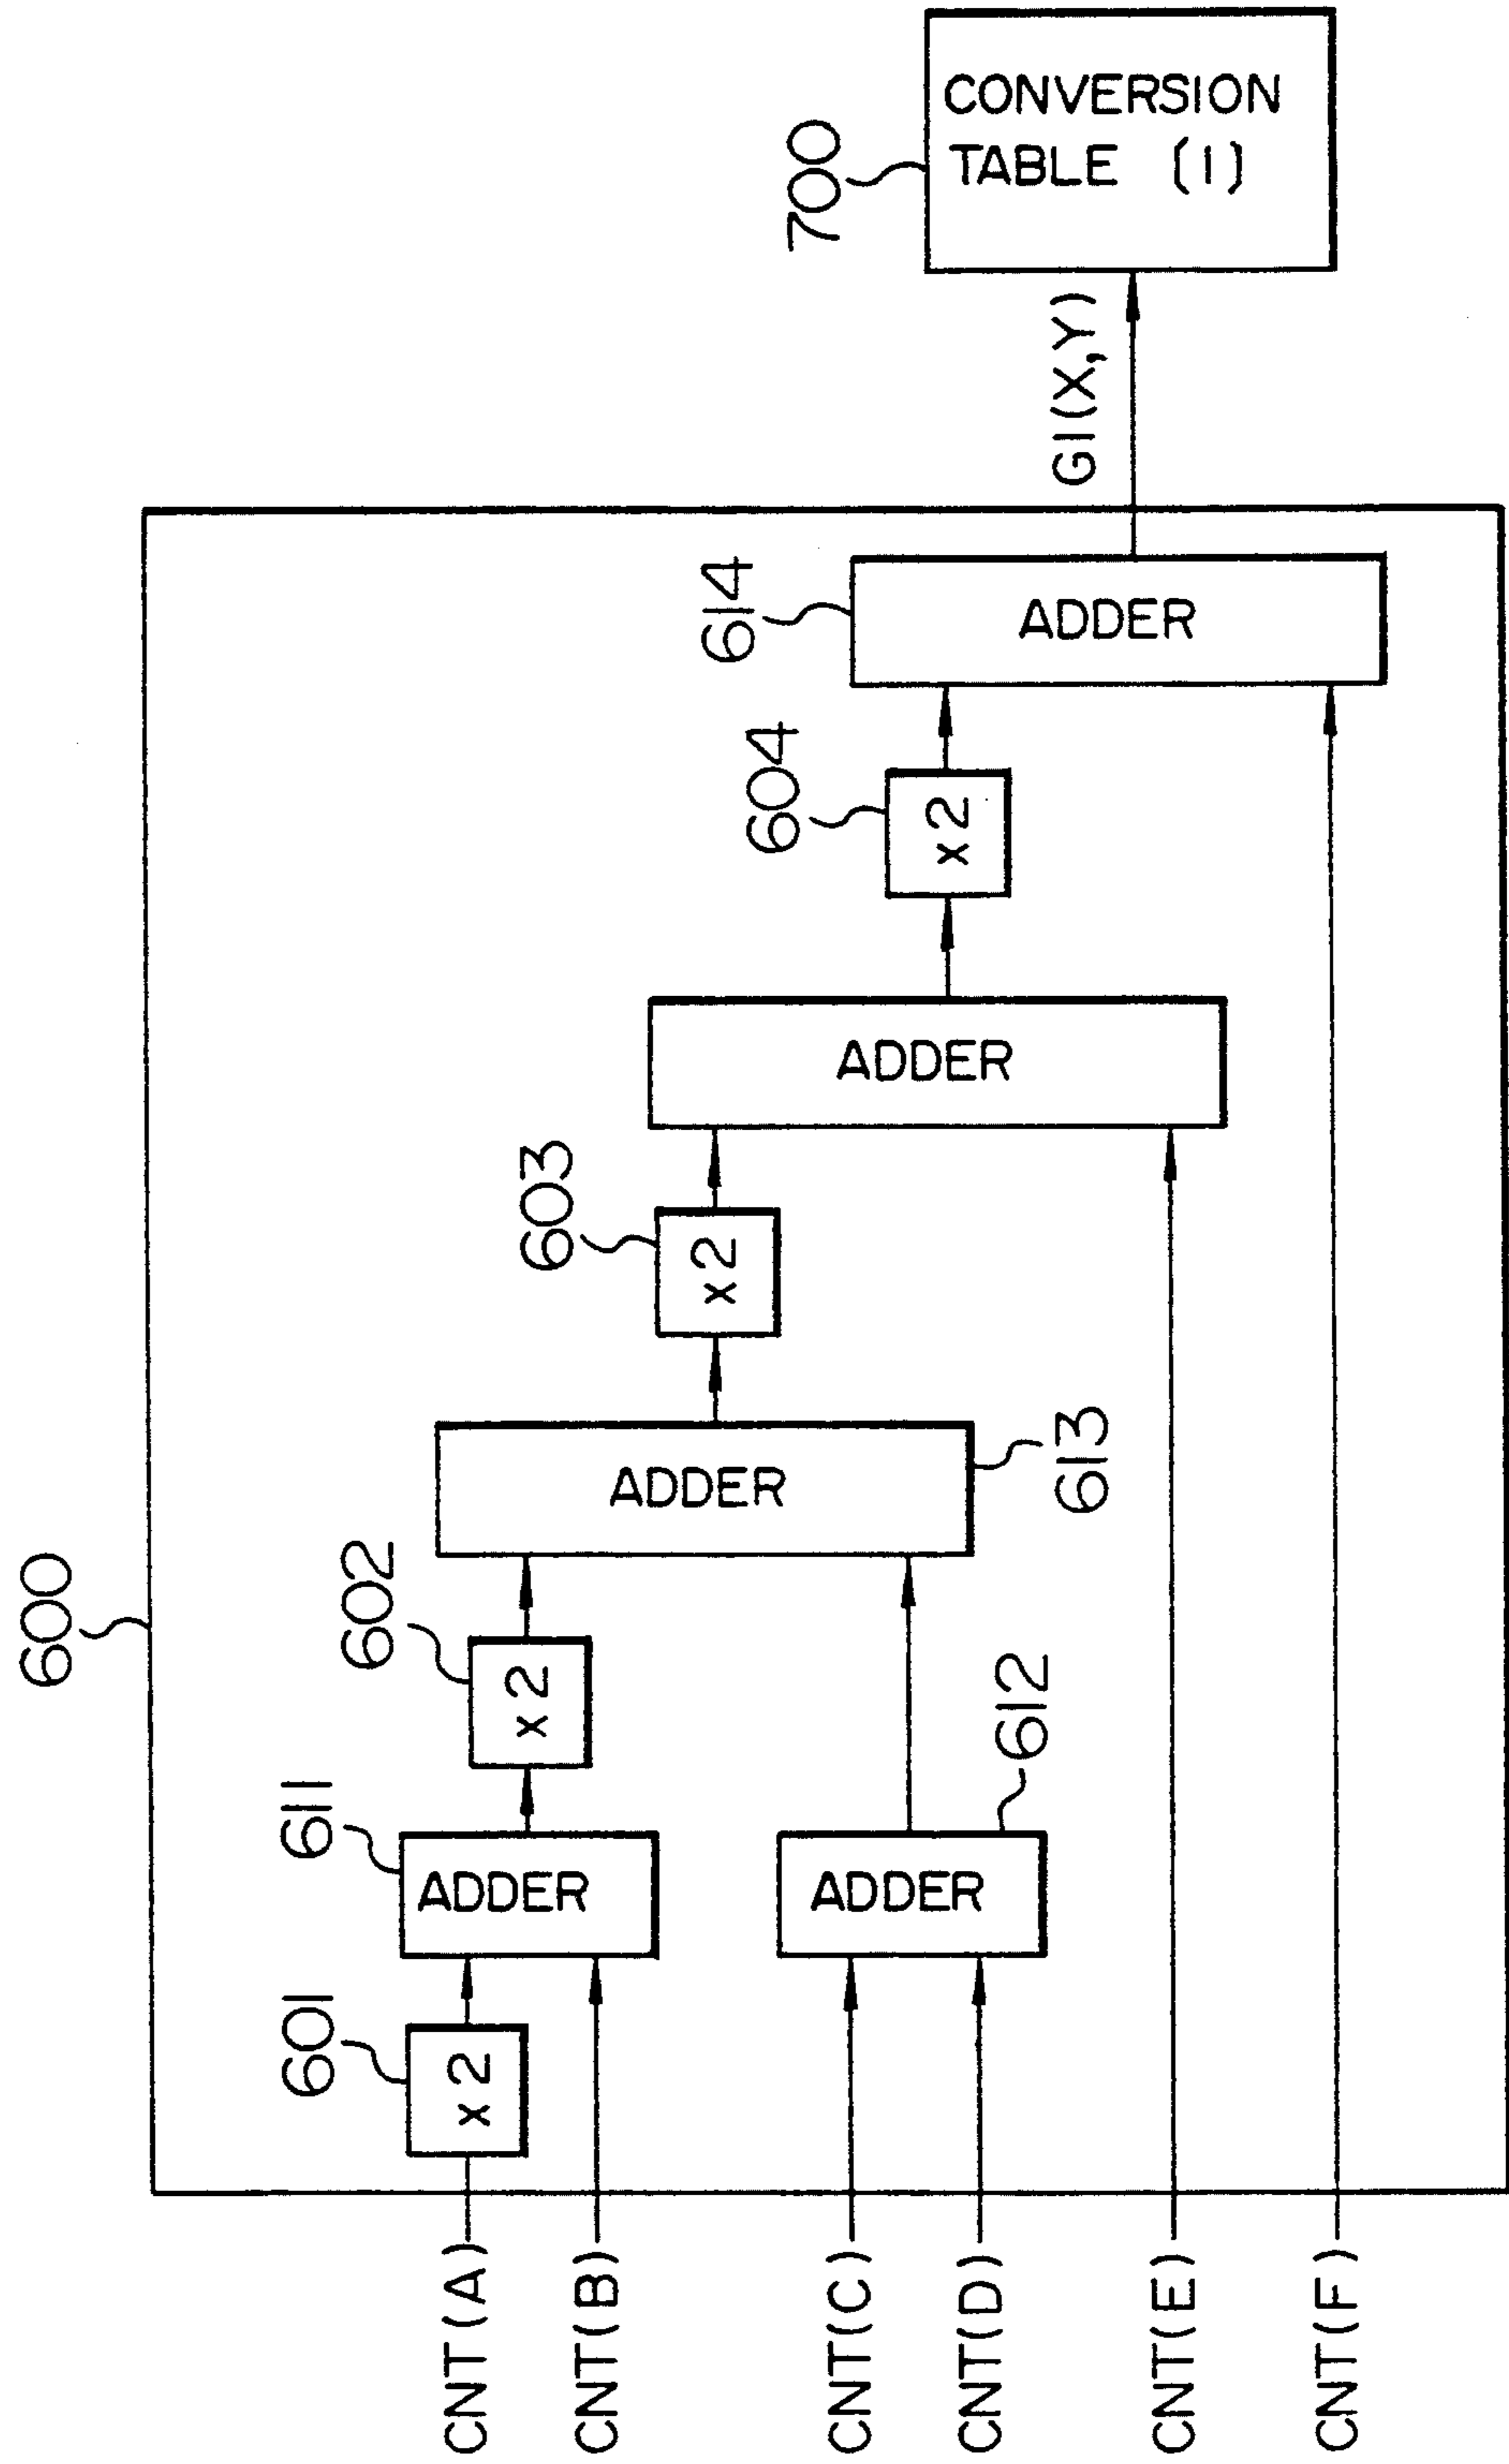 600
CNT(A)
CNT(B)
CNT(C)
CNT(D)
CNT(E)
CNT(F)
601
x2
611
ADDER
ADDER
612
602
x2
ADDER
613
603
x2
ADDER
604
x2
614
ADDER
G1(X,Y)
700
CONVERSION
TABLE (1)